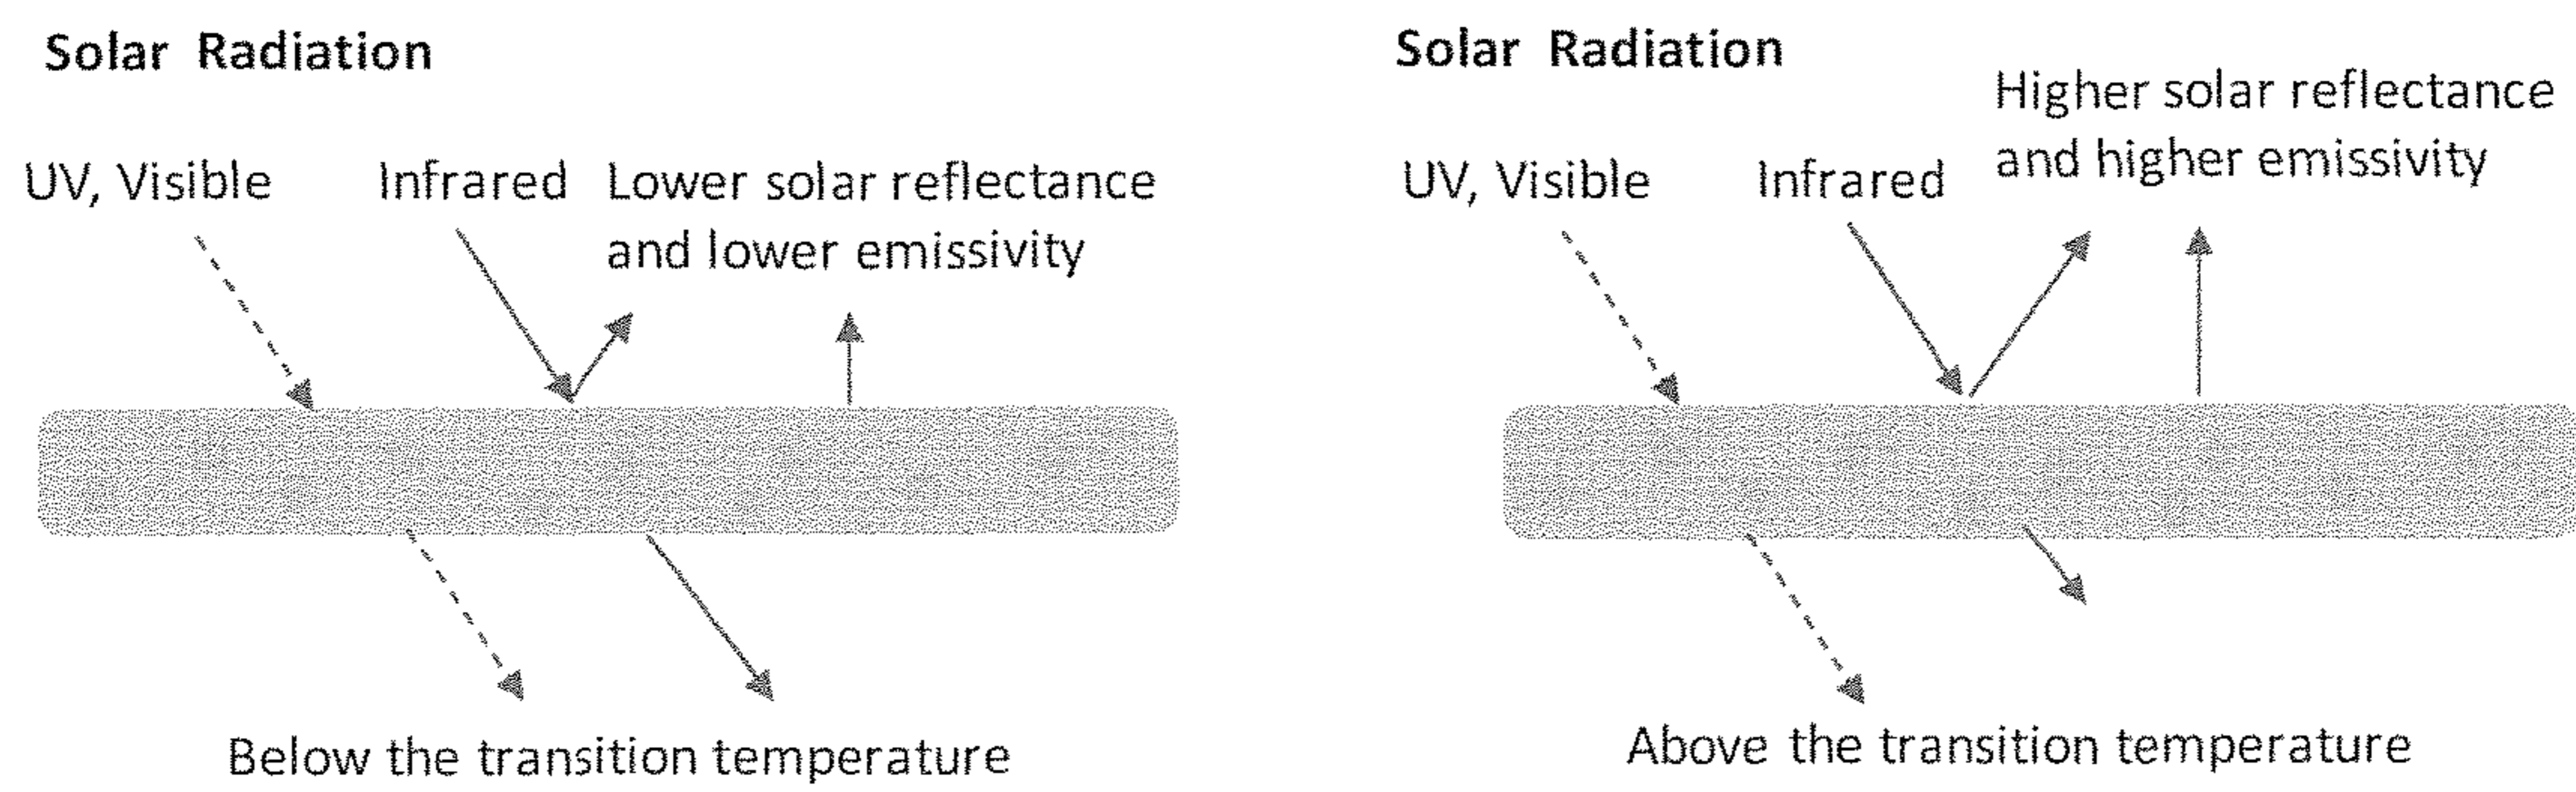 Solar Radiation
UV, Visible
Infrared
Lower solar reflectance
and lower emissivity
Below the transition temperature
Solar Radiation
UV, Visible
Infrared
Higher solar reflectance
and higher emissivity
Above the transition temperature